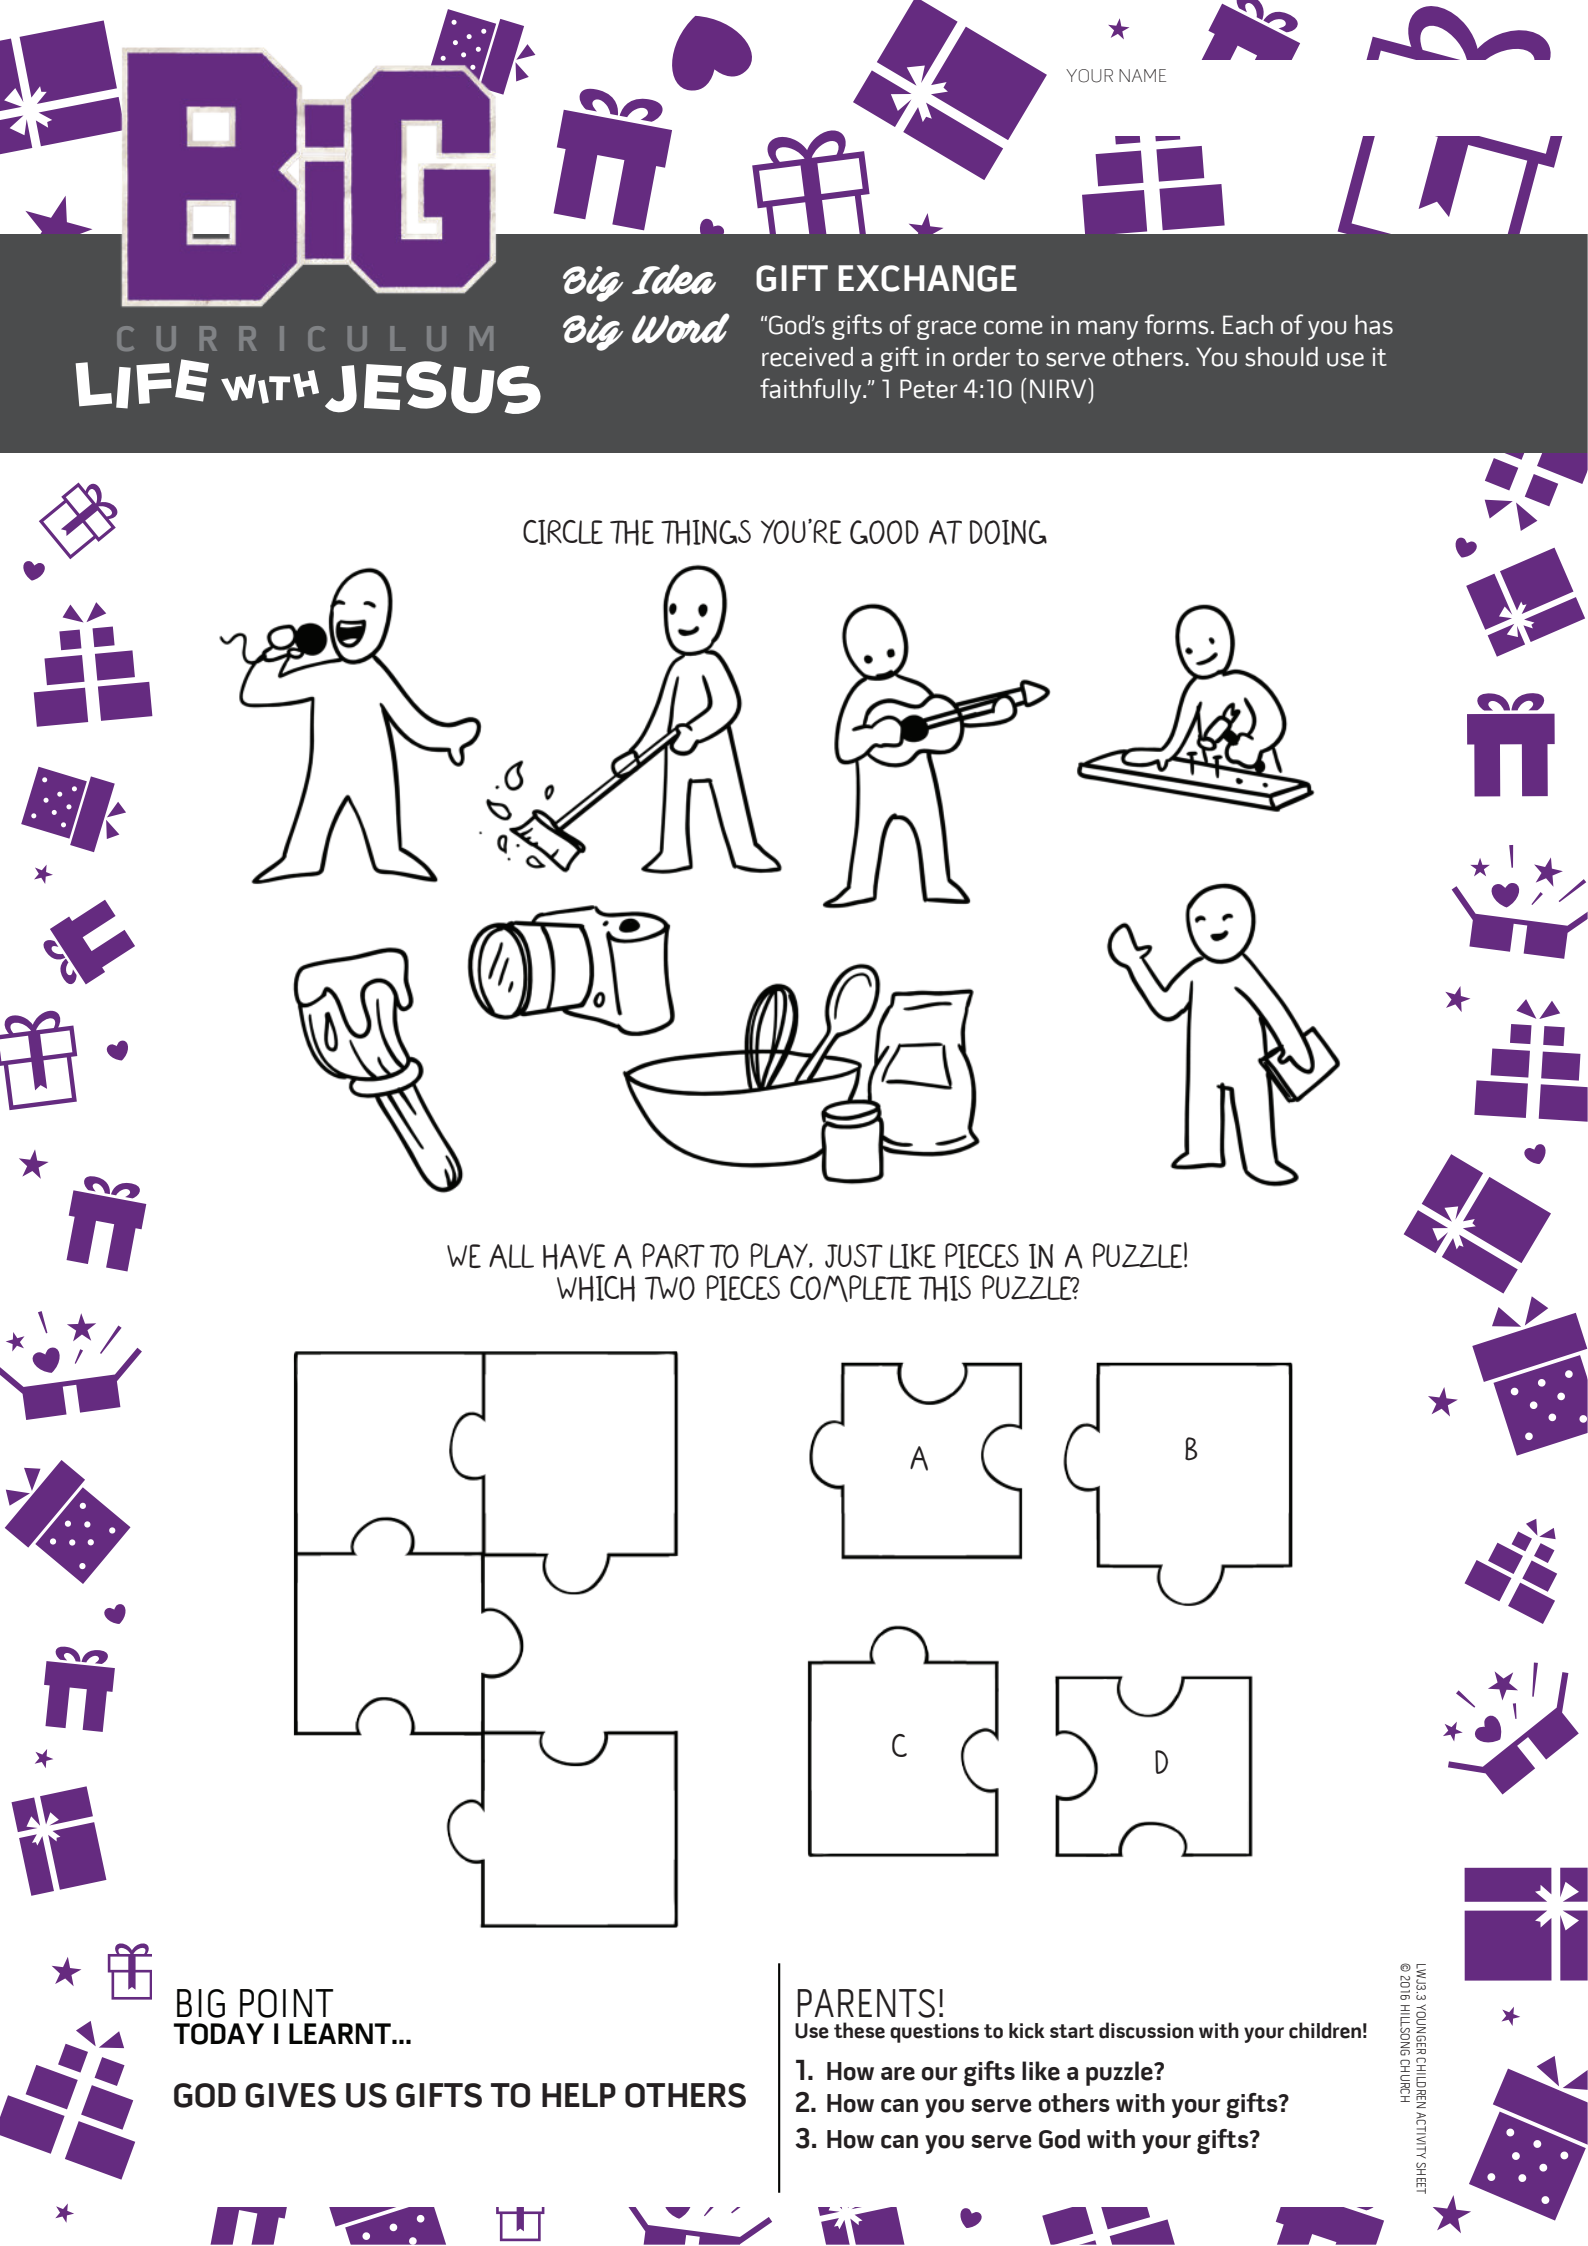 YOUR NAME
BiG
CURRICULUM
LIFE WITH JESUS
Big Idea GIFT EXCHANGE
Big Word “God’s gifts of grace come in many forms. Each of you has
received a gift in order to serve others. You should use it
faithfully.” 1 Peter 4:10 (NIRV)
CIRCLE THE THINGS YOU’RE GOOD AT DOING
WE ALL HAVE A PART TO PLAY, JUST LIKE PIECES IN A PUZZLE!
WHICH TWO PIECES COMPLETE THIS PUZZLE?
A
B
C
D
BIG POINT
TODAY I LEARNT...
GOD GIVES US GIFTS TO HELP OTHERS
PARENTS!
Use these questions to kick start discussion with your children!
1. How are our gifts like a puzzle?
2. How can you serve others with your gifts?
3. How can you serve God with your gifts?
LWJ3.3 YOUNGER CHILDREN ACTIVITY SHEET
© 2016 HILLSONG CHURCH